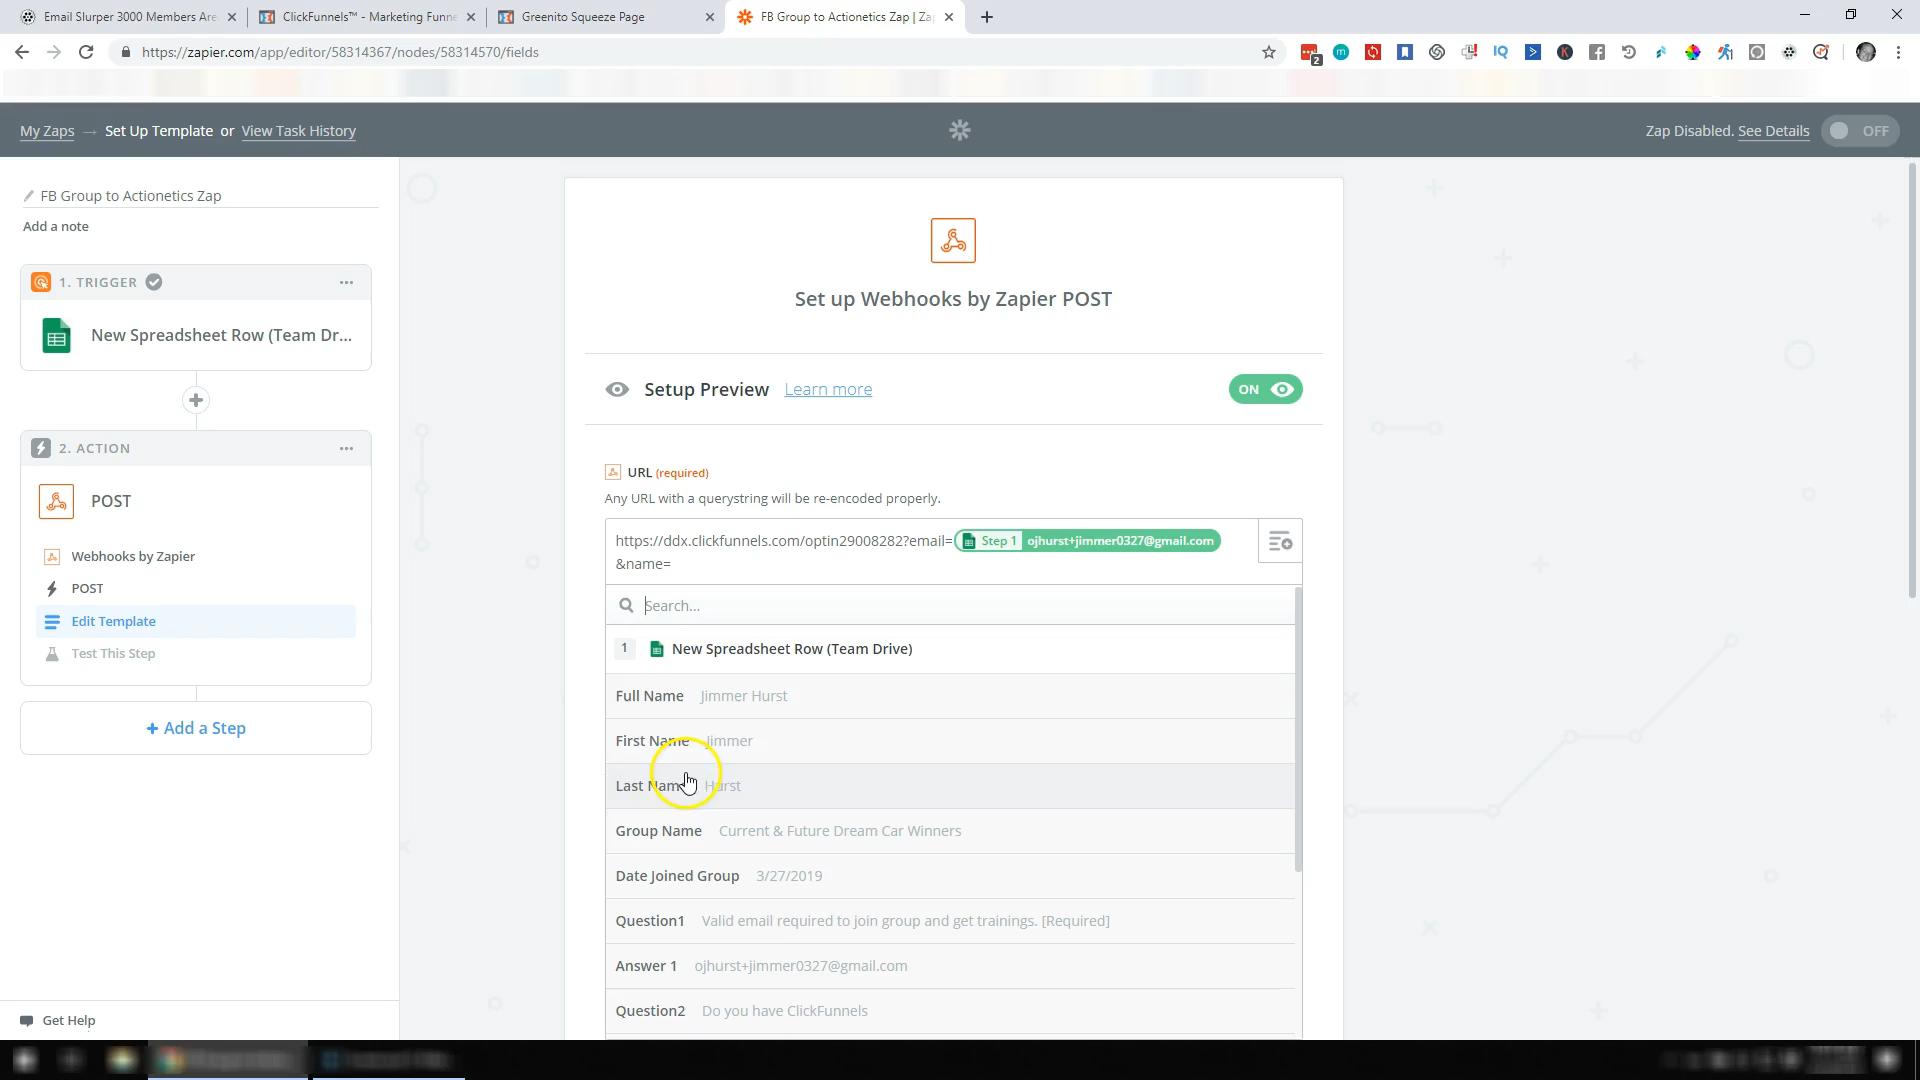 Email Slurper 3000 Members Are
ClickFunnels™ - Marketing Funne
Greenito Squeeze Page
FB Group to Actionetics Zap | Za
https://zapier.com/app/editor/58314367/nodes/58314570/fields
2
m
IQ
K
My Zaps → Set Up Template or View Task History
Zap Disabled. See Details
OFF
FB Group to Actionetics Zap
Add a note
1. TRIGGER
New Spreadsheet Row (Team Dr...
2. ACTION
POST
Webhooks by Zapier
POST
Edit Template
Test This Step
+ Add a Step
Get Help
Set up Webhooks by Zapier POST
Setup Preview Learn more
ON
URL (required)
Any URL with a querystring will be re-encoded properly.
https://ddx.clickfunnels.com/optin29008282?email= Step 1 ojhurst+jimmer0327@gmail.com
&name=
Search...
1 New Spreadsheet Row (Team Drive)
Full Name Jimmer Hurst
First Name Jimmer
Last Name Hurst
Group Name Current & Future Dream Car Winners
Date Joined Group 3/27/2019
Question1 Valid email required to join group and get trainings. [Required]
Answer 1 ojhurst+jimmer0327@gmail.com
Question2 Do you have ClickFunnels